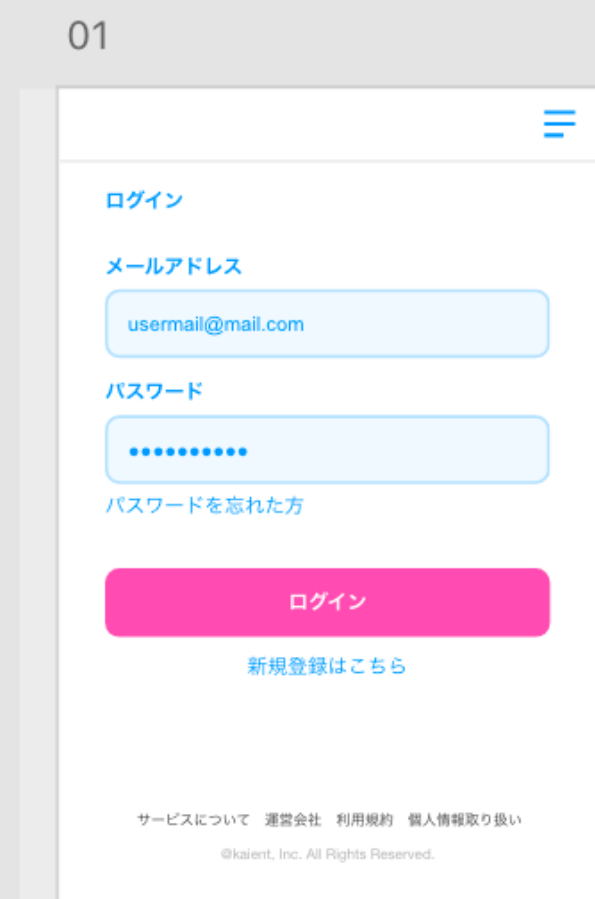 01
ログイン
メールアドレス
usermail@mail.com
パスワード
••••••••••
パスワードを忘れた方
ログイン
新規登録はこちら
サービスについて 運営会社 利用規約 個人情報取り扱い
@kaient, Inc. All Rights Reserved.